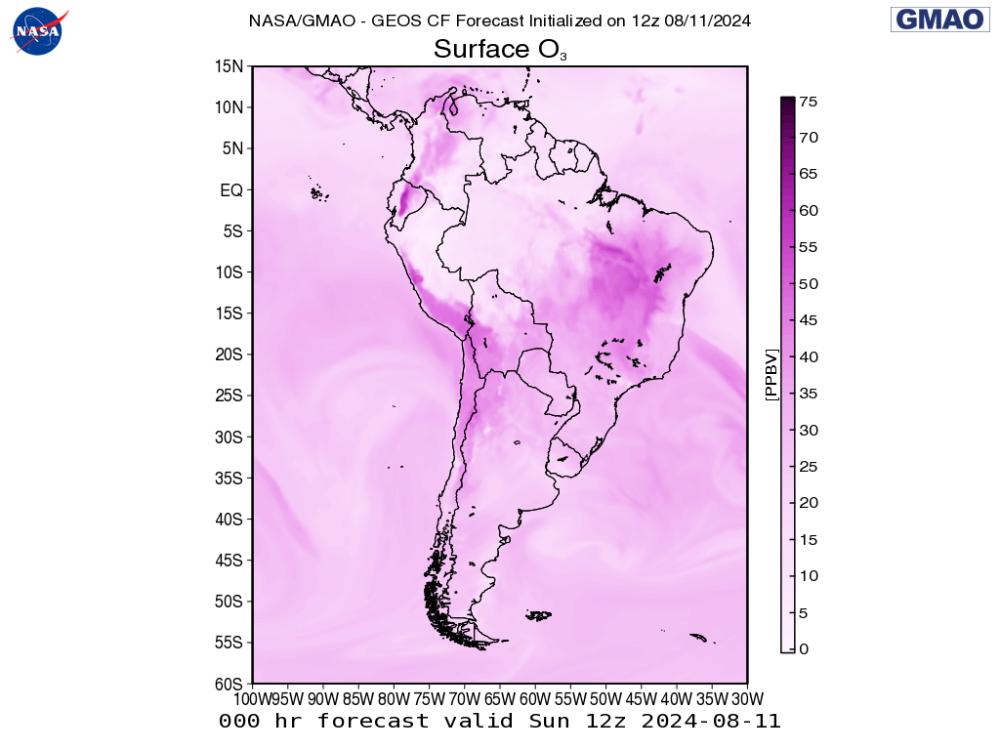 NASA
NASA/GMAO - GEOS CF Forecast Initialized on 12z 08/11/2024
GMAO
Surface O₃
15N
10N
5N
EQ
5S
10S
15S
20S
25S
30S
35S
40S
45S
50S
55S
60S
100W 95W 90W 85W 80W 75W 70W 65W 60W 55W 50W 45W 40W 35W 30W
75
70
65
60
55
50
45
40
35
30
25
20
15
10
5
0
[PPBV]
000 hr forecast valid Sun 12z 2024-08-11